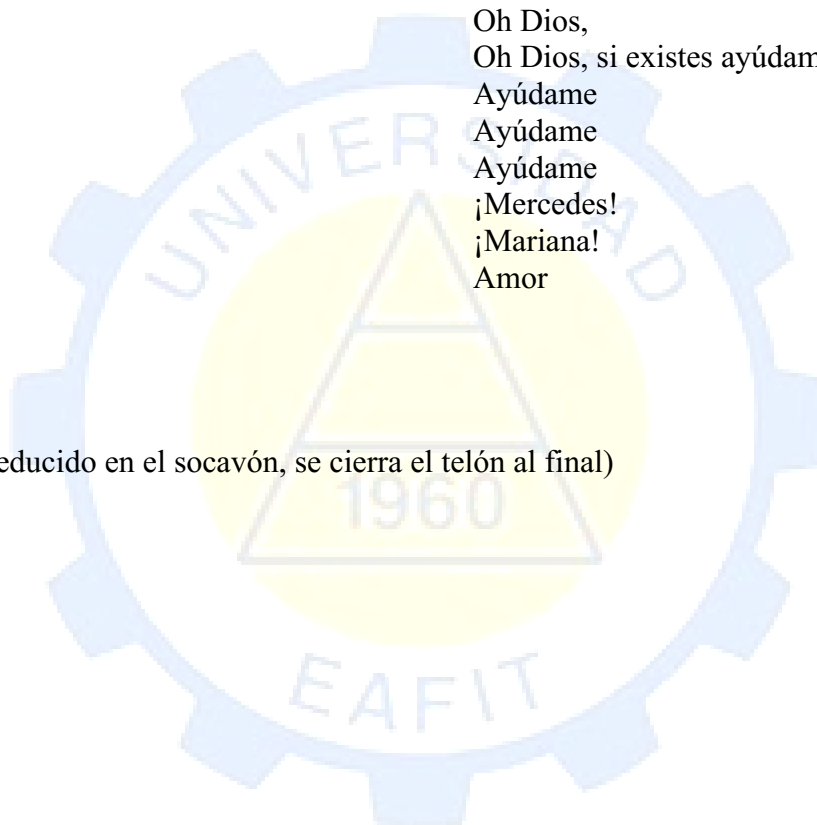 Oh Dios,
Oh Dios, si existes ayúdam
Ayúdame
Ayúdame
Ayúdame
¡Mercedes!
¡Mariana!
Amor
educido en el socavón, se cierra el telón al final)
UNIVERSIDAD
1960
EAFIT